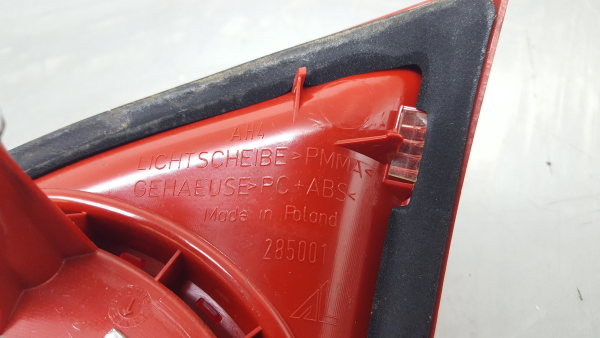 AH4
LICHTSCHEIBE >PMMA<
GEHAEUSE >PC+ABS<
Made in Poland
285001